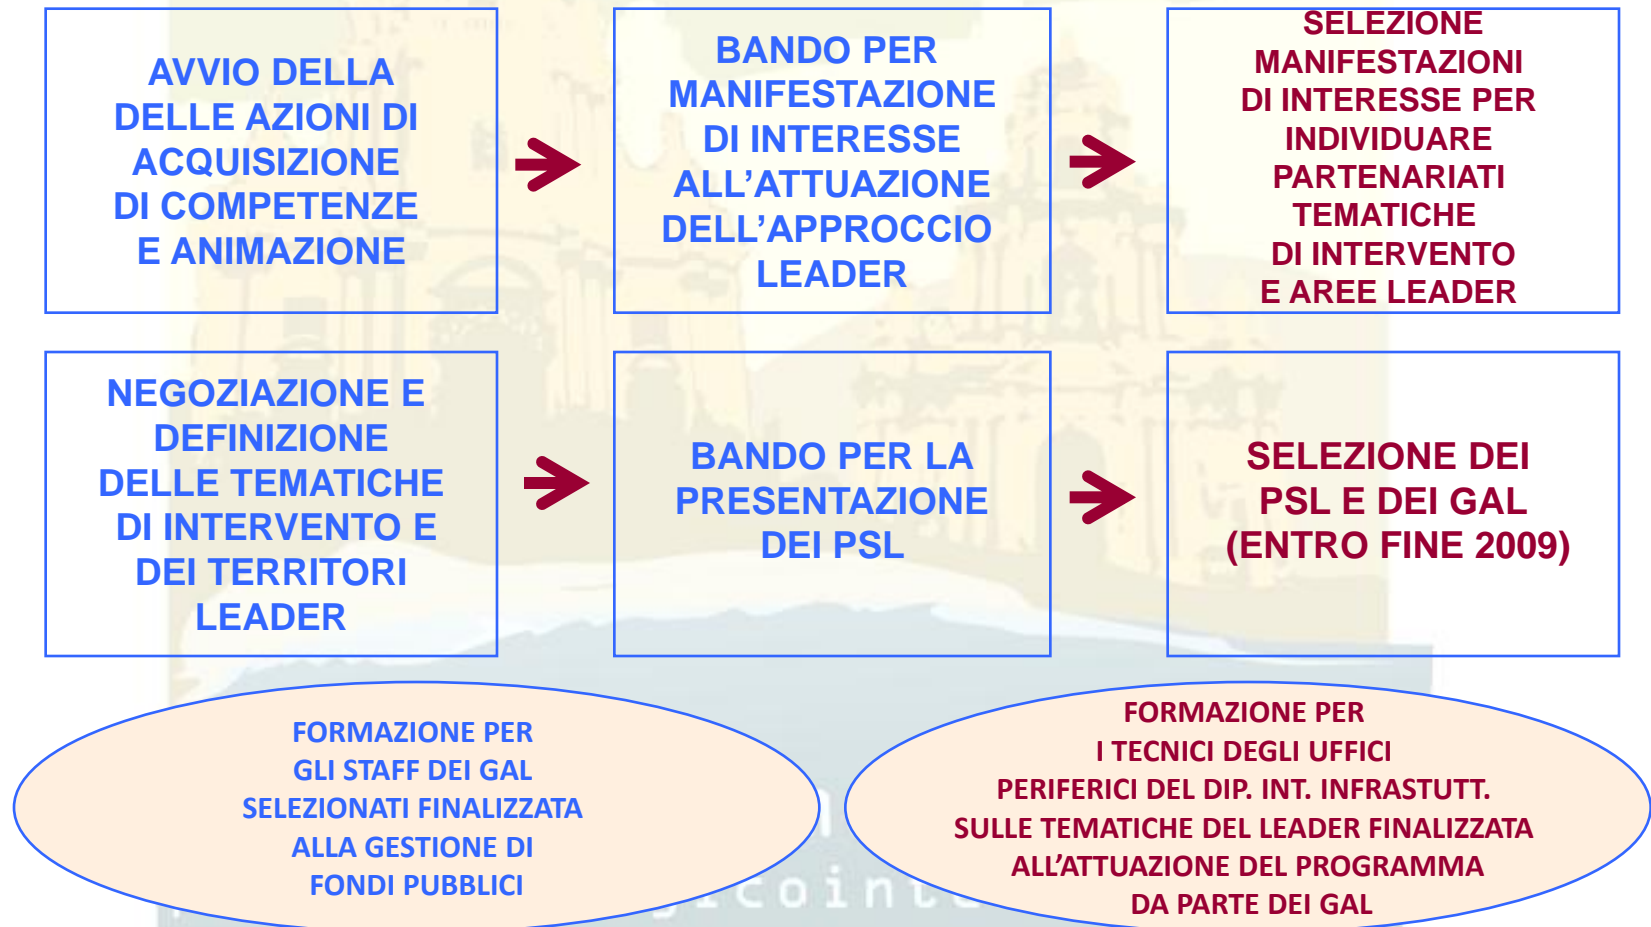 AVVIO DELLA
DELLE AZIONI DI
ACQUISIZIONE
DI COMPETENZE
E ANIMAZIONE
BANDO PER
MANIFESTAZIONE
DI INTERESSE
ALL’ATTUAZIONE
DELL’APPROCCIO
LEADER
SELEZIONE
MANIFESTAZIONI
DI INTERESSE PER
INDIVIDUARE
PARTENARIATI
TEMATICHE
DI INTERVENTO
E AREE LEADER
NEGOZIAZIONE E
DEFINIZIONE
DELLE TEMATICHE
DI INTERVENTO E
DEI TERRITORI
LEADER
BANDO PER LA
PRESENTAZIONE
DEI PSL
SELEZIONE DEI
PSL E DEI GAL
(ENTRO FINE 2009)
FORMAZIONE PER
GLI STAFF DEI GAL
SELEZIONATI FINALIZZATA
ALLA GESTIONE DI
FONDI PUBBLICI
FORMAZIONE PER
I TECNICI DEGLI UFFICI
PERIFERICI DEL DIP. INT. INFRASTUTT.
SULLE TEMATICHE DEL LEADER FINALIZZATA
ALL’ATTUAZIONE DEL PROGRAMMA
DA PARTE DEI GAL